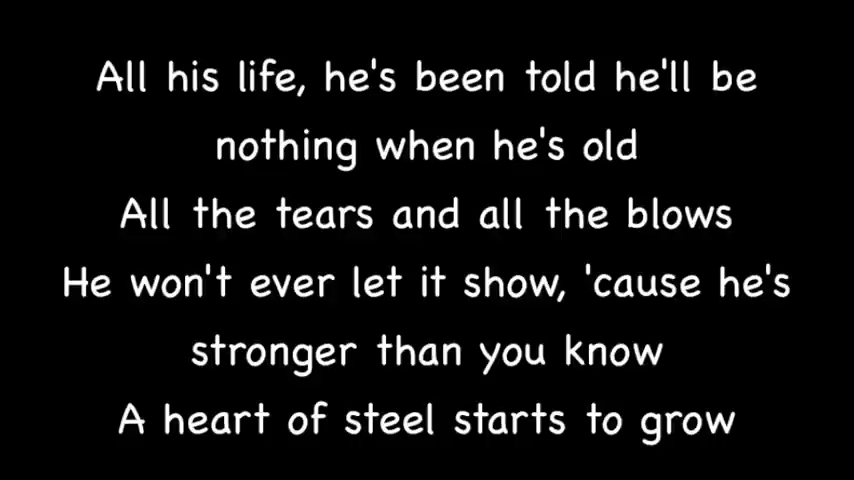 All his life, he's been told he'll be
nothing when he's old
All the tears and all the blows
He won't ever let it show, 'cause he's
stronger than you know
A heart of steel starts to grow